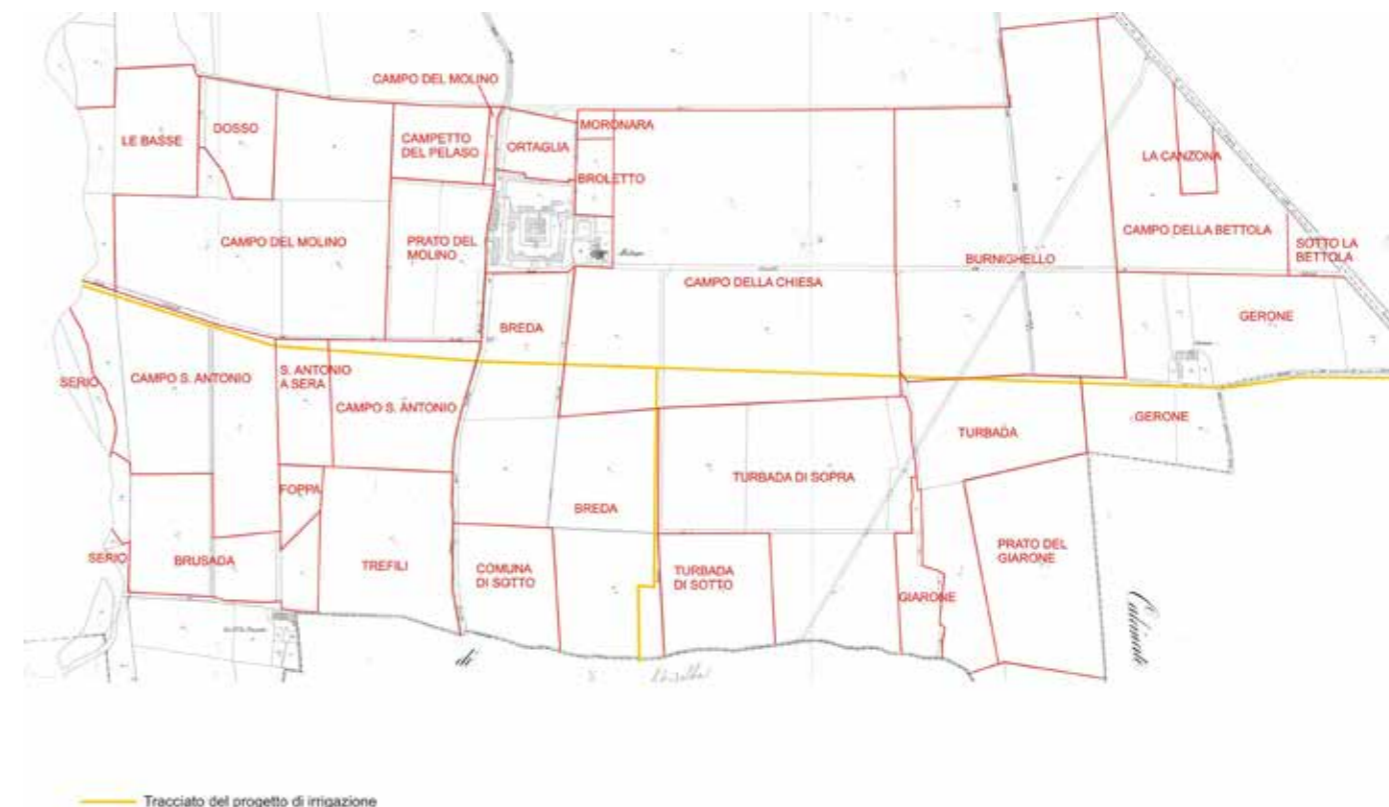 CAMPO DEL MOLINO
LE BASSE
DOSSO
CAMPETTO
DEL PELASO
ORTAGLIA
MORONARA
BROLETTO
LA CANZONA
CAMPO DEL MOLINO
PRATO DEL
MOLINO
CAMPO DELLA CHIESA
BURNIGHELLO
CAMPO DELLA BETTOLA
SOTTO LA
BETTOLA
BREDA
GERONE
SERIO
CAMPO S. ANTONIO
S. ANTONIO
A SERA
CAMPO S. ANTONIO
TURBADA
GERONE
FOPPA
BREDA
TURBADA DI SOPRA
SERIO
BRUSADA
TREFILI
COMUNA
DI SOTTO
TURBADA
DI SOTTO
GIARONE
PRATO DEL
GIARONE
di
Tracciato del progetto di irrigazione